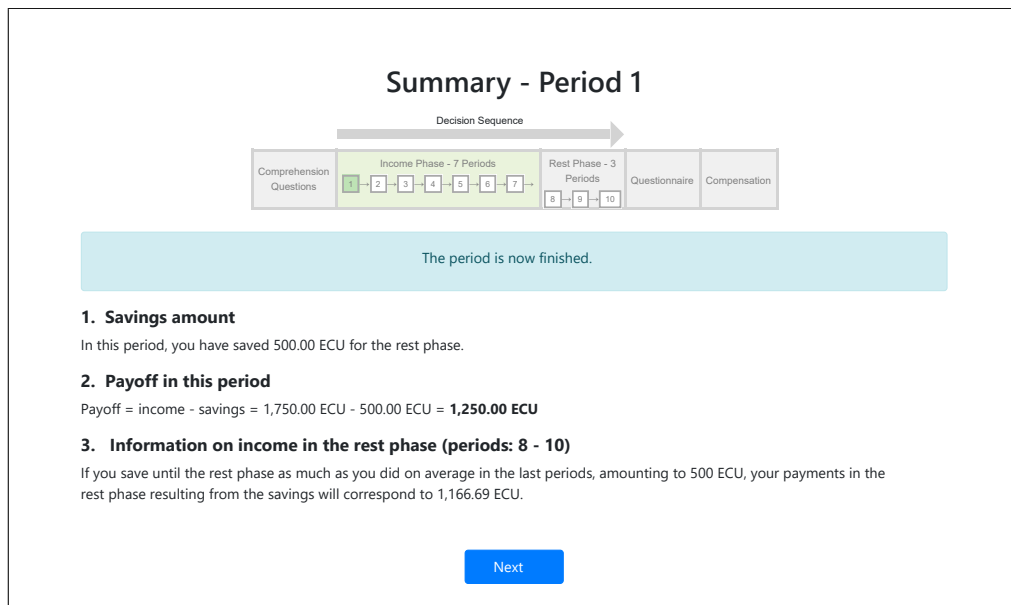 Summary - Period 1
Decision Sequence
Comprehension
Questions
Income Phase - 7 Periods
1 → 2 → 3 → 4 → 5 → 6 → 7 →
Rest Phase - 3
Periods
8 → 9 → 10
Questionnaire
Compensation
The period is now finished.
1. Savings amount
In this period, you have saved 500.00 ECU for the rest phase.
2. Payoff in this period
Payoff = income - savings = 1,750.00 ECU - 500.00 ECU = 1,250.00 ECU
3. Information on income in the rest phase (periods: 8 - 10)
If you save until the rest phase as much as you did on average in the last periods, amounting to 500 ECU, your payments in the
rest phase resulting from the savings will correspond to 1,166.69 ECU.
Next